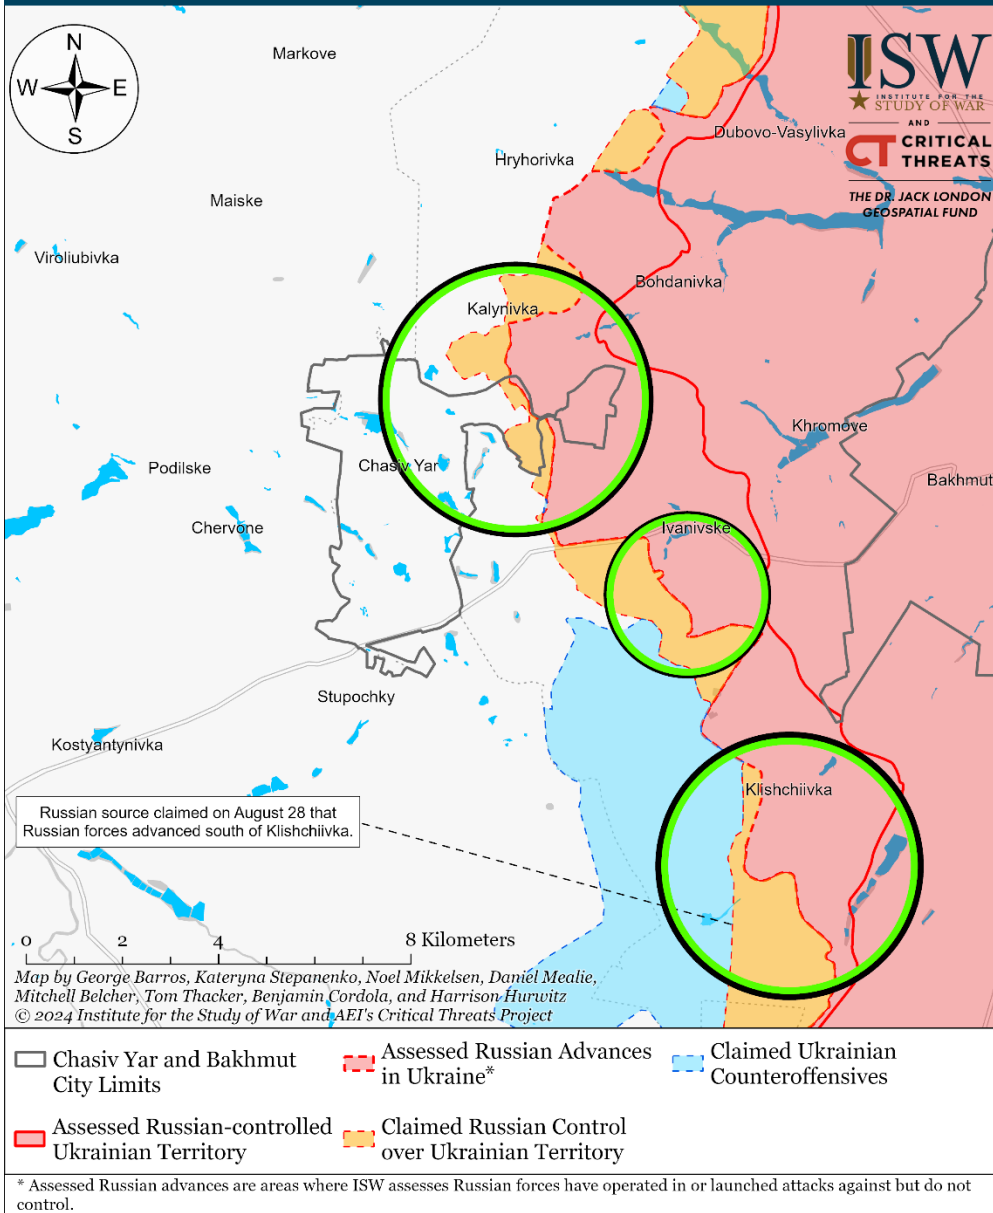 N
W
E
S
Markove
ISW
INSTITUTE FOR THE
STUDY OF WAR
AND
CT CRITICAL
THREATS
THE DR. JACK LONDON
GEOSPATIAL FUND
Dubovo-Vasylivka
Hryhorivka
Maiske
Viroliubivka
Bohdanivka
Kalynivka
Khromove
Podilske
Chasiv Yar
Bakhmut
Chervone
Ivanivske
Stupochky
Kostyantynivka
Klishchiivka
Russian source claimed on August 28 that
Russian forces advanced south of Klishchiivka.
0 2 4 8 Kilometers
Map by George Barros, Kateryna Stepanenko, Noel Mikkelsen, Daniel Mealie,
Mitchell Belcher, Tom Thacker, Benjamin Cordola, and Harrison Hurwitz
© 2024 Institute for the Study of War and AEI's Critical Threats Project
Chasiv Yar and Bakhmut
City Limits
Assessed Russian Advances
in Ukraine*
Claimed Ukrainian
Counteroffensives
Assessed Russian-controlled
Ukrainian Territory
Claimed Russian Control
over Ukrainian Territory
* Assessed Russian advances are areas where ISW assesses Russian forces have operated in or launched attacks against but do not
control.